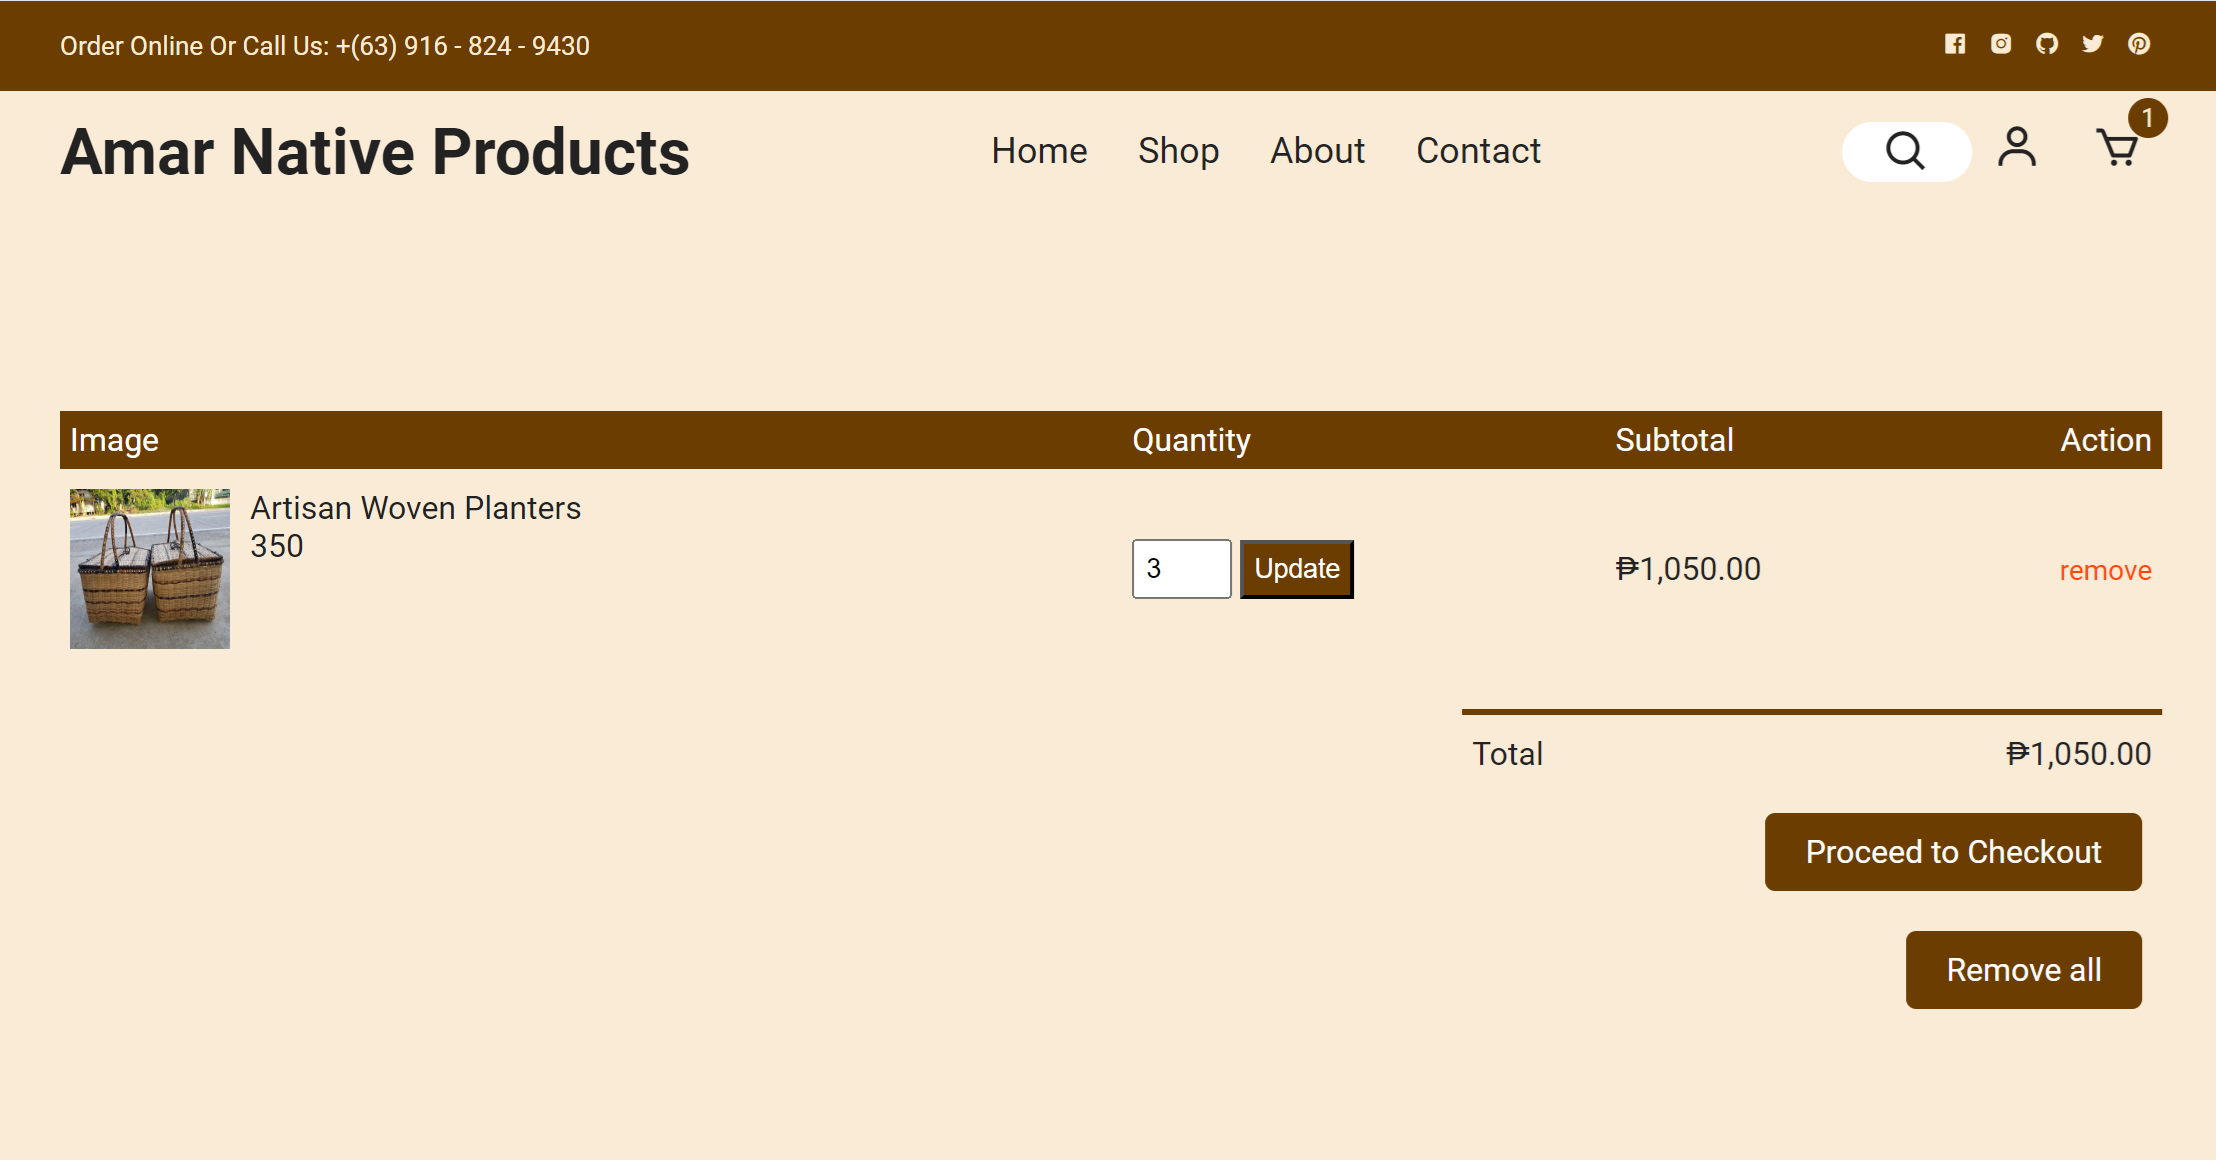 Order Online Or Call Us: +(63) 916 - 824 - 9430
Amar Native Products
Home Shop About Contact
1
Image Quantity Subtotal Action
Artisan Woven Planters
350
3 Update ₱1,050.00 remove
Total ₱1,050.00
Proceed to Checkout
Remove all